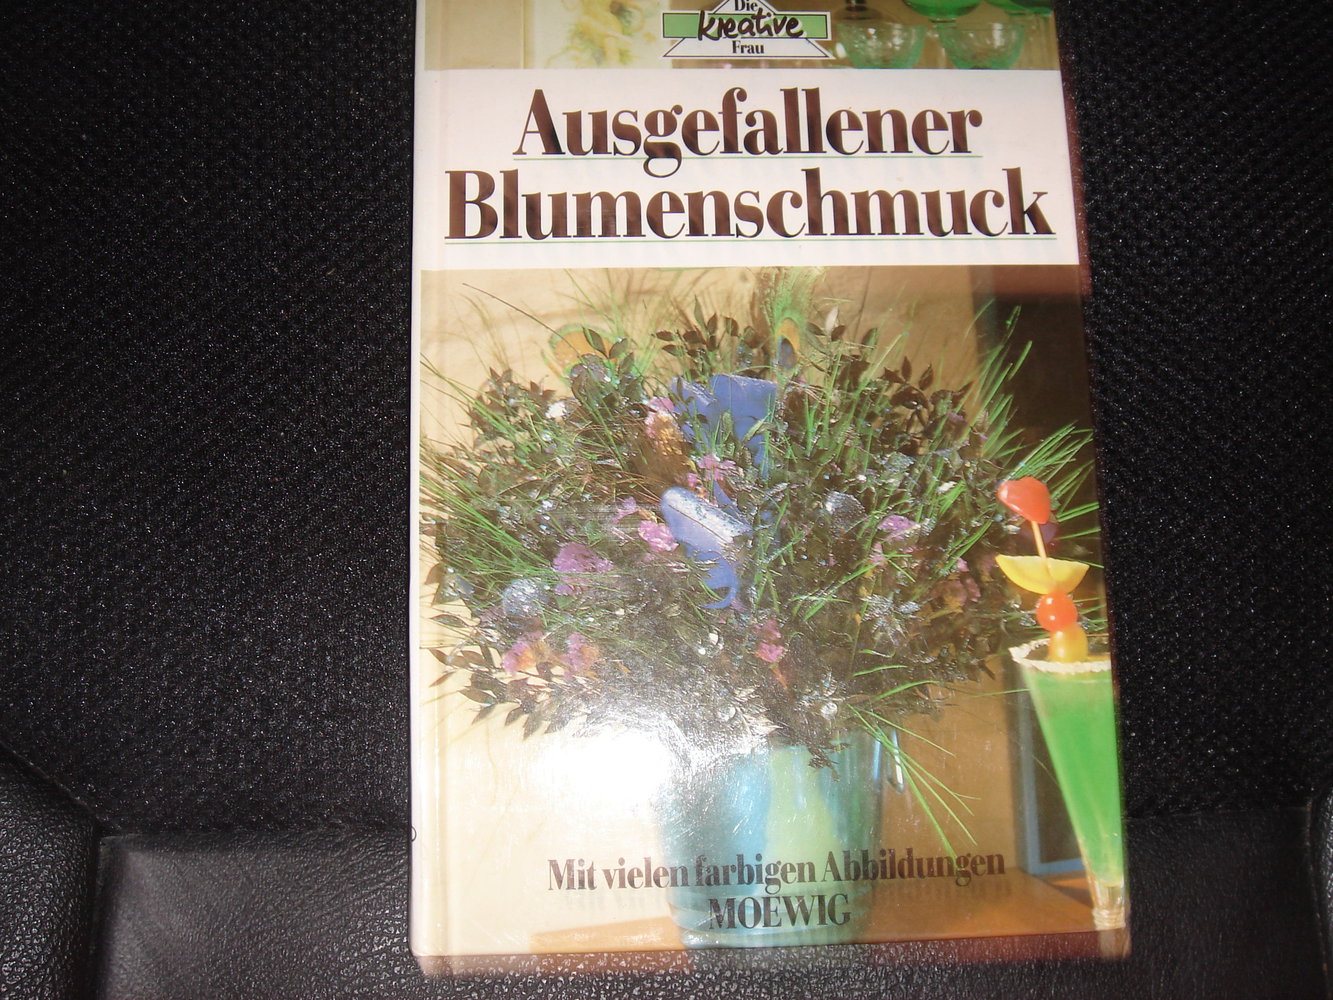 Die
kreative
Frau
Ausgefallener
Blumenschmuck
Mit vielen farbigen Abbildungen
MOEWIG